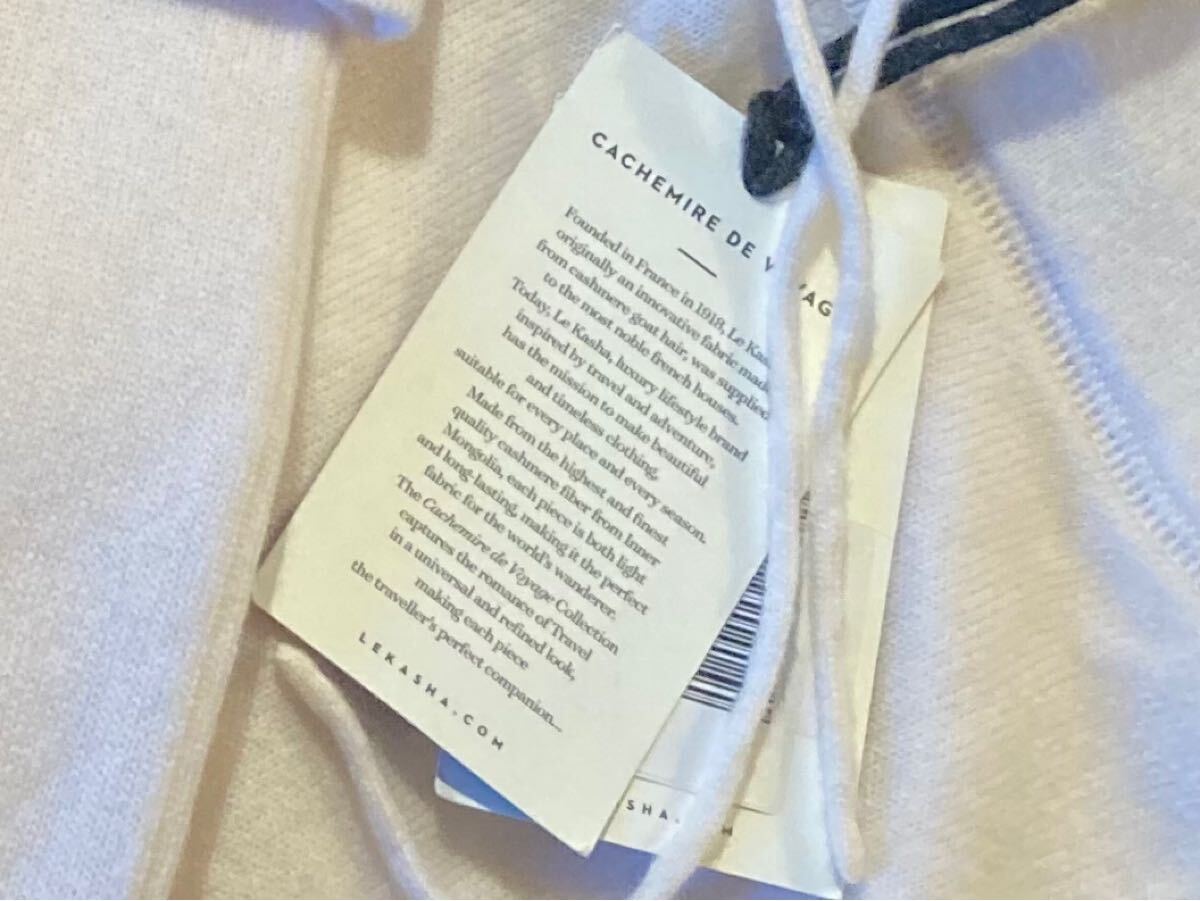 CACHEMIRE DE
Founded in France in 1918, Le
originally an innovative fabric made
from cashmere goat hair, was supplied
to the most noble french houses.
Today, Le Kasha, luxury lifestyle brand
inspired by travel and adventure,
has the mission to make beautiful
and timeless clothing,
suitable for every place and every season.
Made from the highest and finest
quality cashmere fiber from Inner
Mongolia, each piece is both light
and long-lasting, making it the perfect
fabric for the world's wanderer.
The Cachemire de Voyage Collection
captures the romance of Travel
in a universal and refined look,
making each piece
the traveller's perfect companion...
LEKASHA.COM